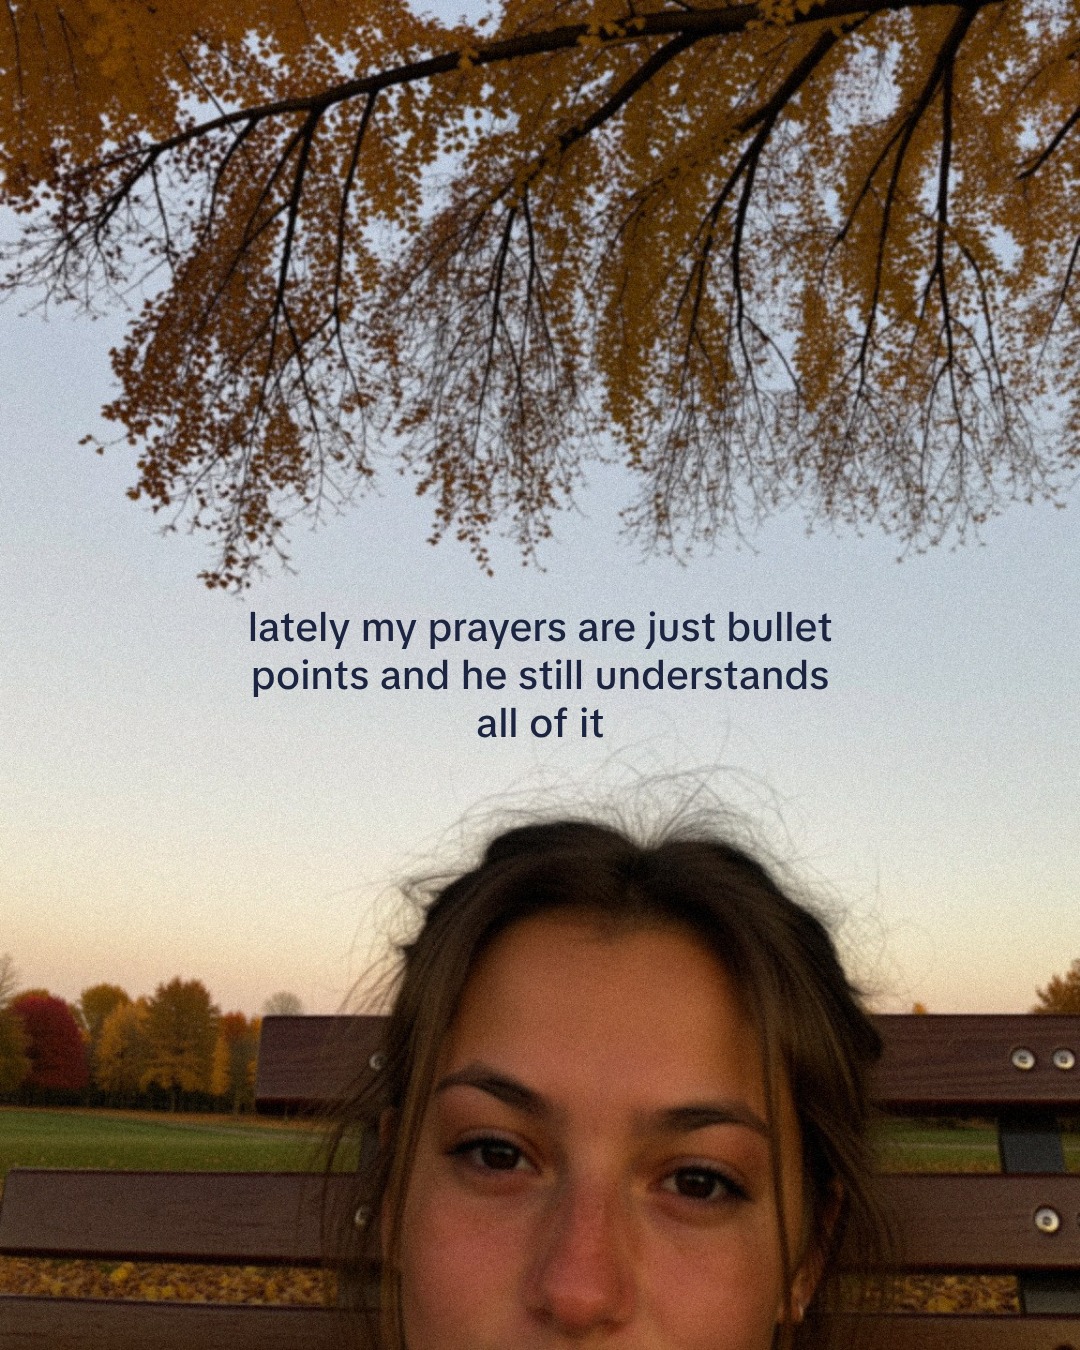 lately my prayers are just bullet
points and he still understands
all of it